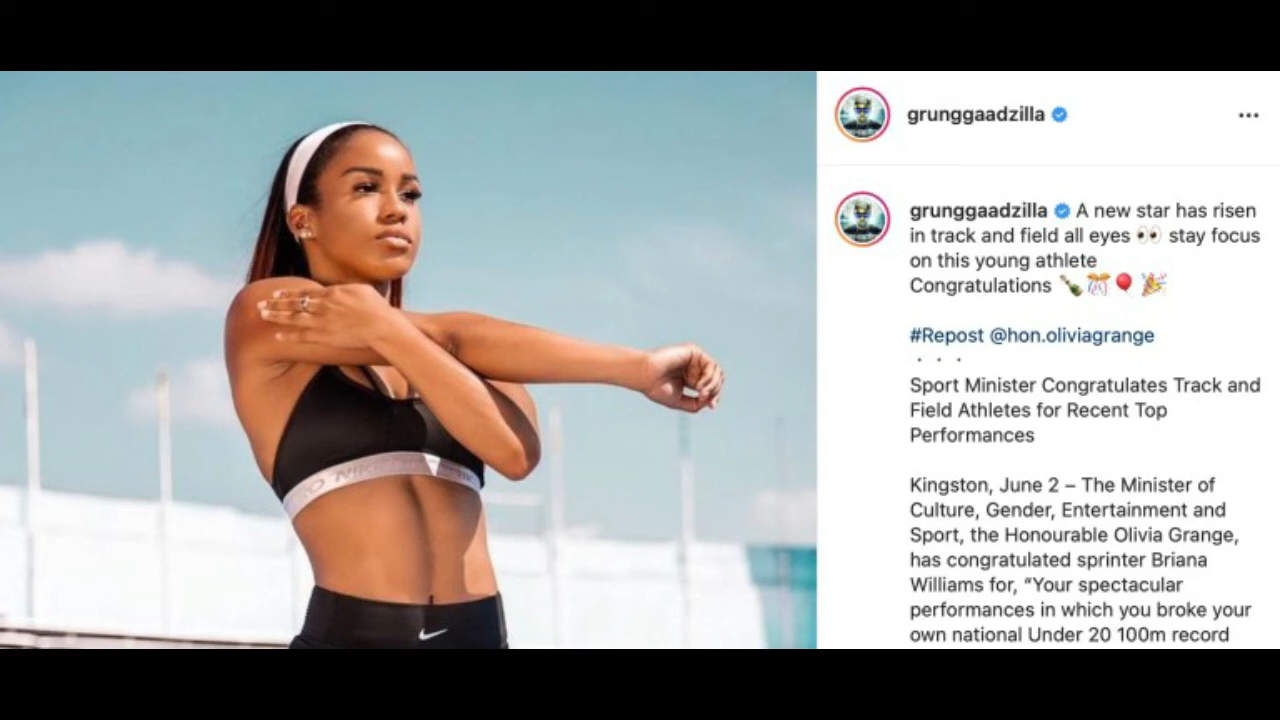 grunggaadzilla
grunggaadzilla A new star has risen
in track and field all eyes 👀 stay focus
on this young athlete
Congratulations 🍾🎊🎈🎉
#Repost @hon.oliviagrange
. . .
Sport Minister Congratulates Track and
Field Athletes for Recent Top
Performances
Kingston, June 2 – The Minister of
Culture, Gender, Entertainment and
Sport, the Honourable Olivia Grange,
has congratulated sprinter Briana
Williams for, “Your spectacular
performances in which you broke your
own national Under 20 100m record